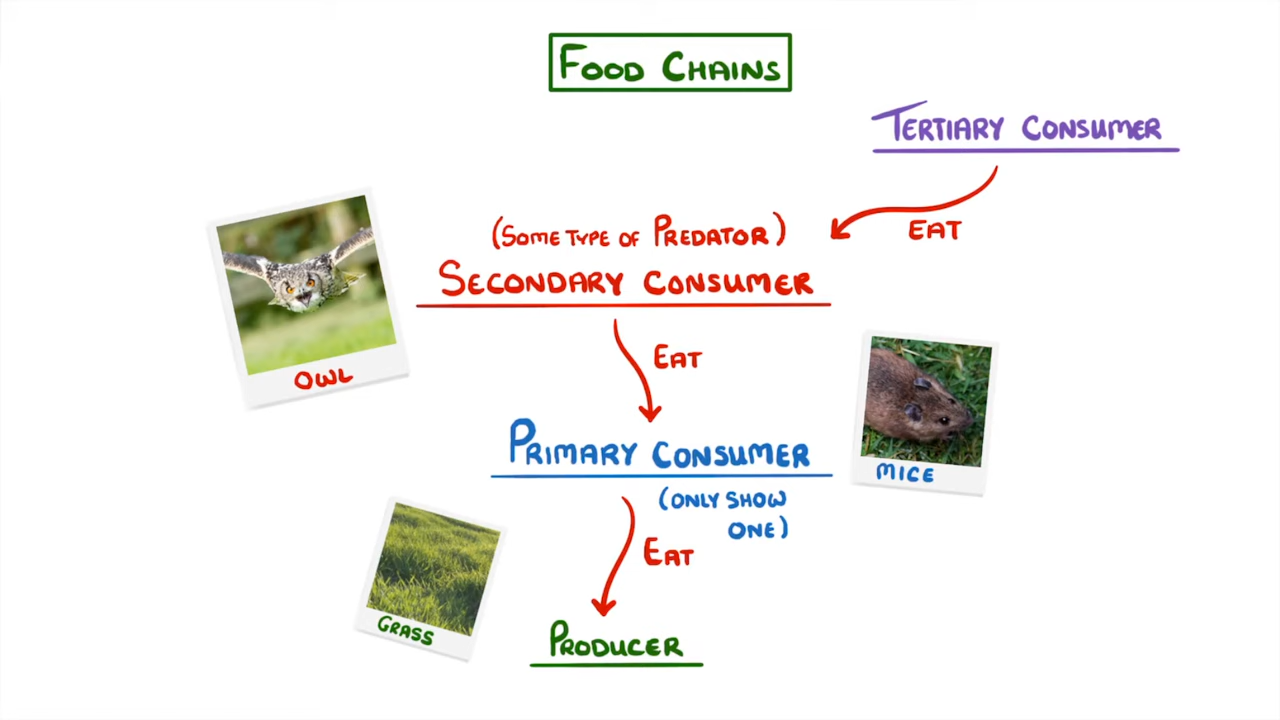 FOOD CHAINS
TERTIARY CONSUMER
EAT
(SOME TYPE OF PREDATOR)
SECONDARY CONSUMER
OWL
EAT
PRIMARY CONSUMER
MICE
(ONLY SHOW
ONE)
EAT
GRASS
PRODUCER